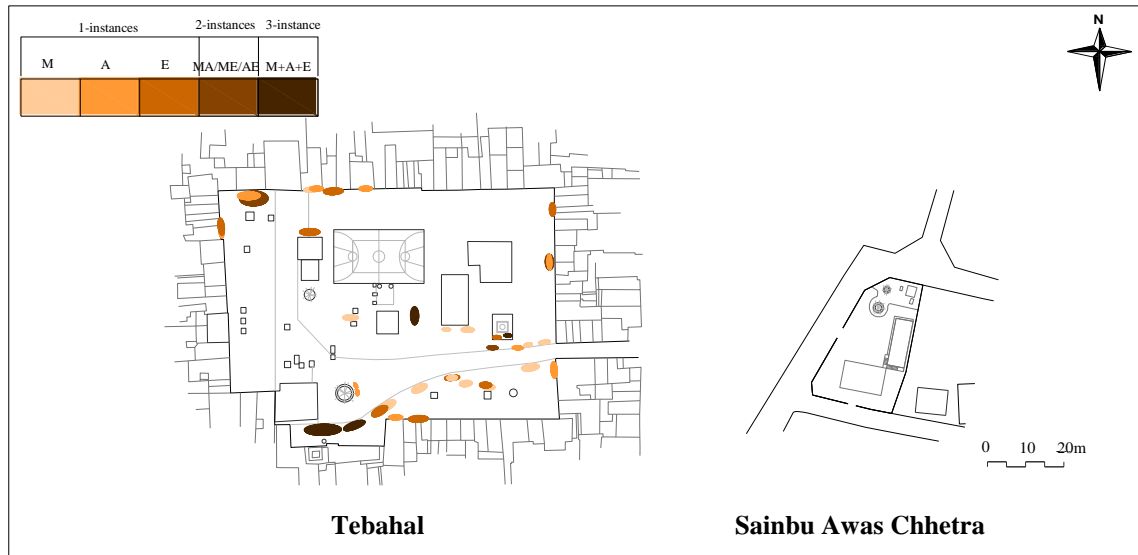 1-instances 2-instances 3-instance
M A E MA/ME/AE M+A+E
N
0 10 20m
Tebahal Sainbu Awas Chhetra